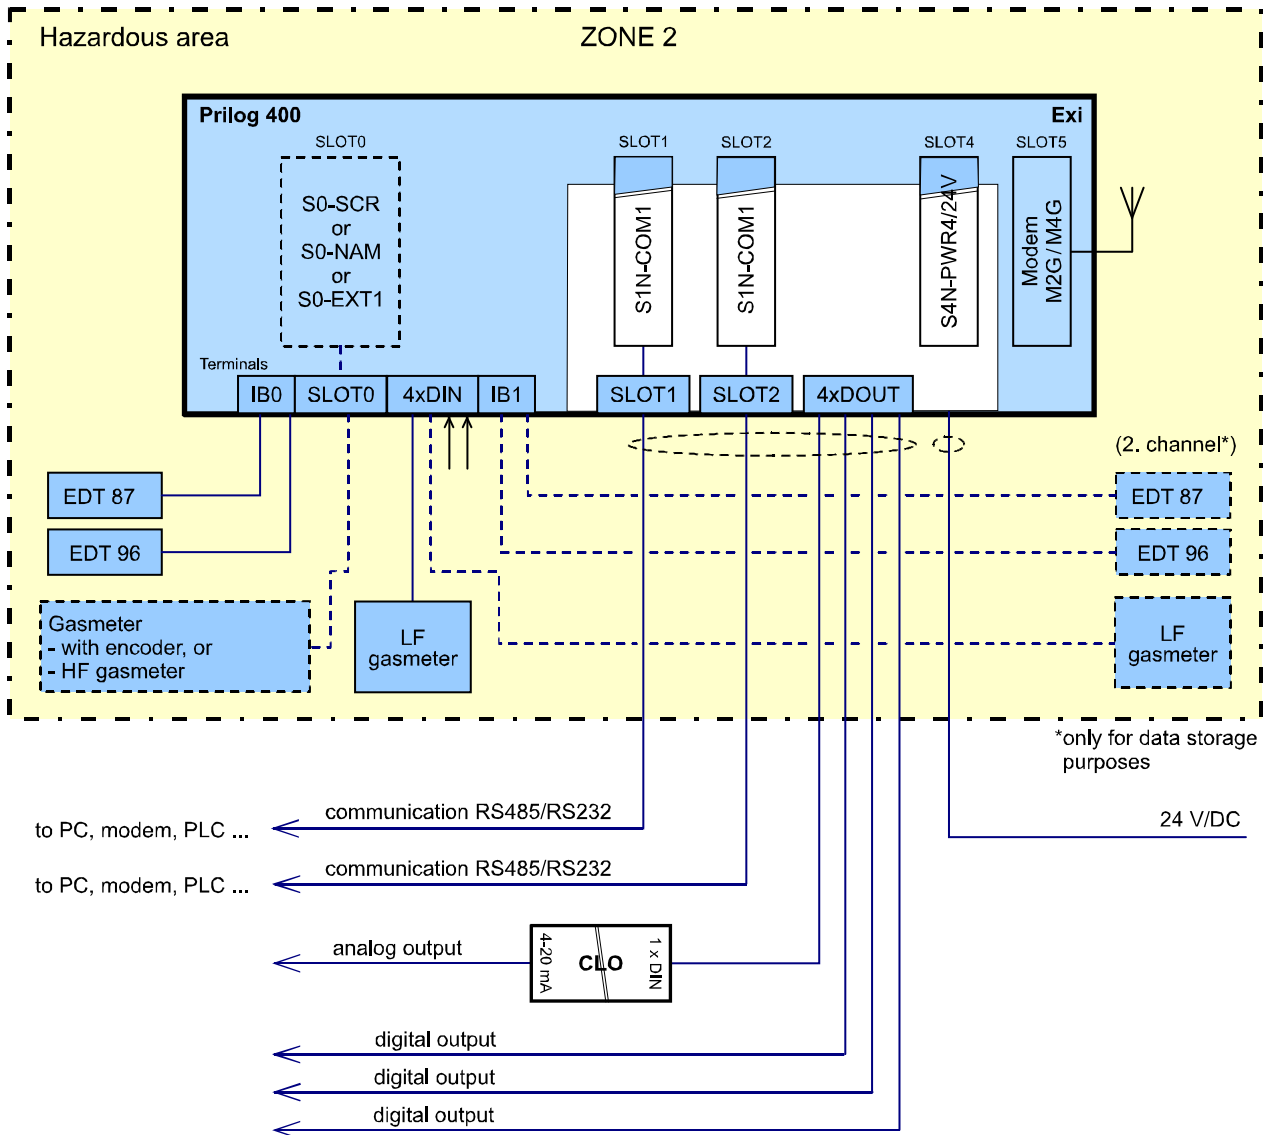 Hazardous area
ZONE 2
Prilog 400
Exi
SLOT0
SLOT1
SLOT2
SLOT4
SLOT5
S0-SCR
or
S0-NAM
or
S0-EXT1
S1N-COM1
S1N-COM1
S4N-PWR4/24V
Modem
M2G/M4G
Terminals
IB0
SLOT0
4xDIN
IB1
SLOT1
SLOT2
4xDOUT
(2. channel*)
EDT 87
EDT 87
EDT 96
EDT 96
Gasmeter
- with encoder, or
- HF gasmeter
LF
gasmeter
LF
gasmeter
*only for data storage
purposes
communication RS485/RS232
to PC, modem, PLC ...
24 V/DC
communication RS485/RS232
to PC, modem, PLC ...
analog output
4-20 mA
CLO
1 x DIN
digital output
digital output
digital output